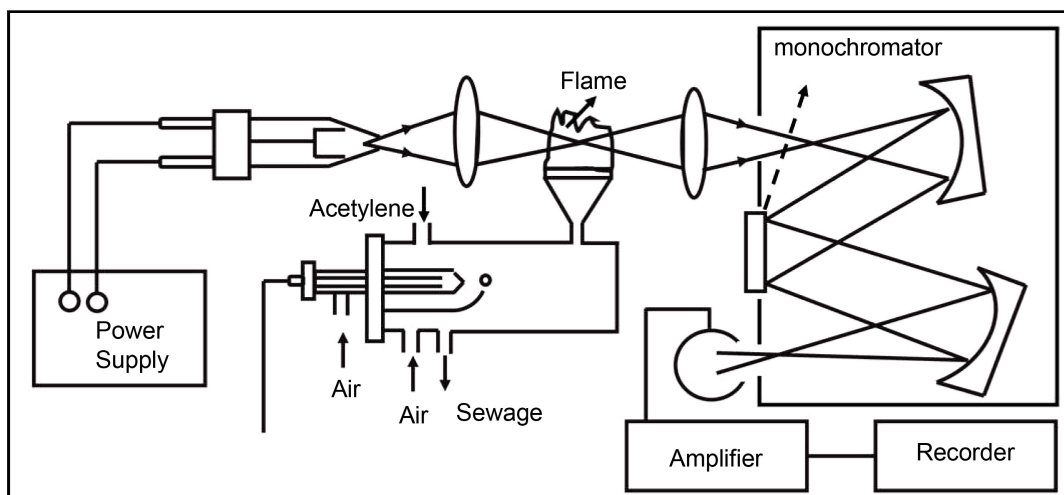 monochromator
Flame
Acetylene
Power
Supply
Air
Air
Sewage
Amplifier
Recorder